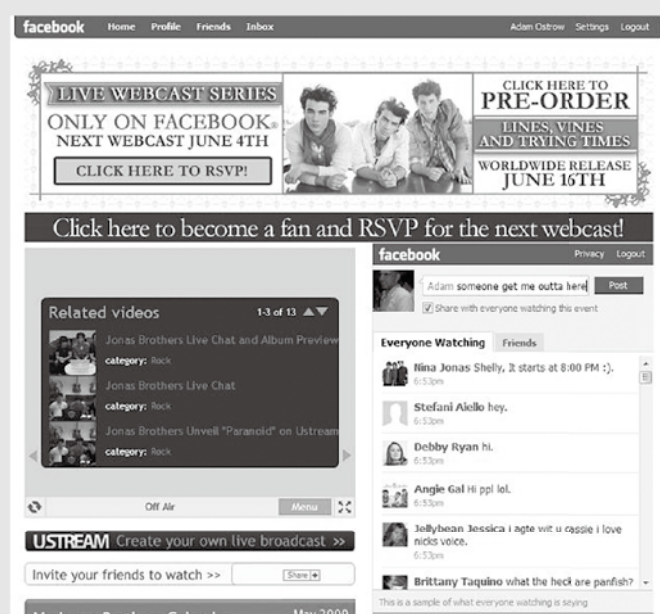 facebook Home Profile Friends Inbox Adam Ostrow Settings Logout
LIVE WEBCAST SERIES
ONLY ON FACEBOOK®
NEXT WEBCAST JUNE 4TH
CLICK HERE TO RSVP!
CLICK HERE TO
PRE-ORDER
LINES, VINES
AND TRYING TIMES
WORLDWIDE RELEASE
JUNE 16TH
Click here to become a fan and RSVP for the next webcast!
Related videos 1-3 of 13
Jonas Brothers Live Chat and Album Preview
category: Rock
Jonas Brothers Live Chat
category: Rock
Jonas Brothers Unveil "Paranoid" on Ustream
category: Rock
Off Air Menu
USTREAM Create your own live broadcast >>
Invite your friends to watch >> Share +
May 2009
facebook Privacy Logout
Adam someone get me outta here Post
Share with everyone watching this event
Everyone Watching Friends
Nina Jonas Shelly, It starts at 8:00 PM :).
6:53pm
Stefani Aiello hey.
6:53pm
Debby Ryan hi.
6:53pm
Angie Gal Hi ppl lol.
6:53pm
Jellybean Jessica i agte wit u cassie i love
nicks voice.
6:53pm
Brittany Taquino what the heck are panfish?
This is a sample of what everyone watching is saying